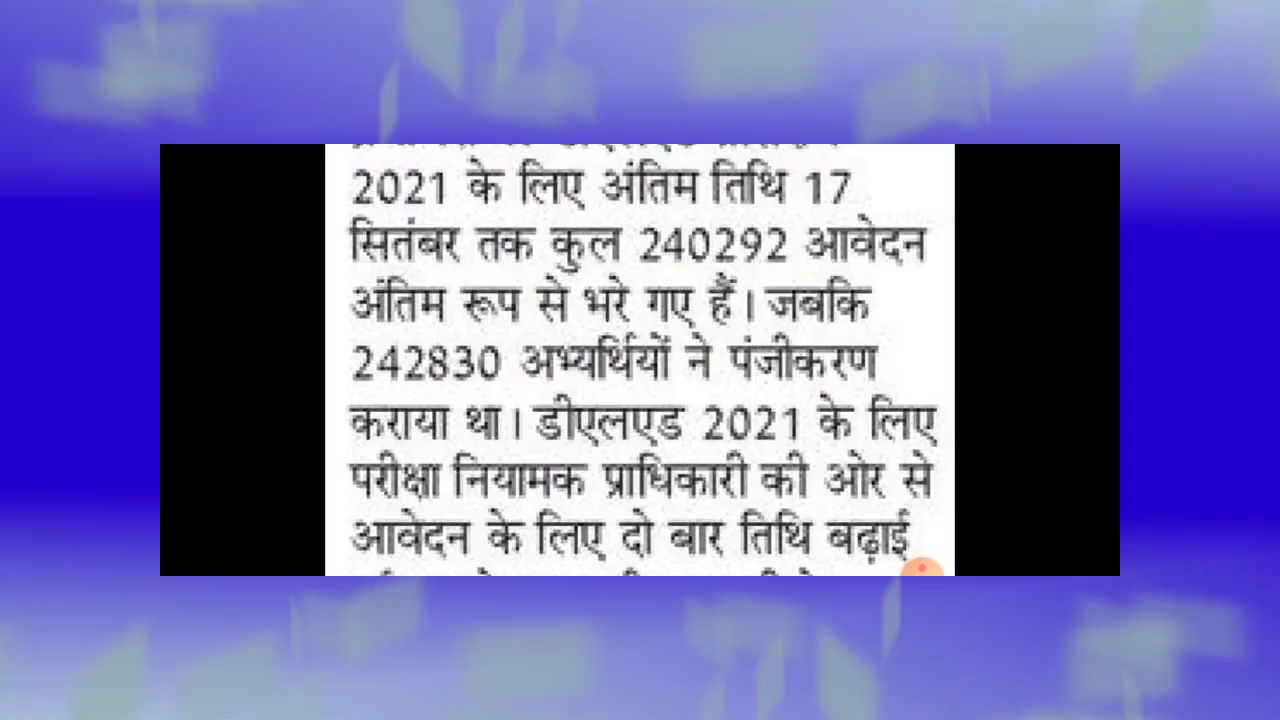 2021 के लिए अंतिम तिथि 17
सितंबर तक कुल 240292 आवेदन
अंतिम रूप से भरे गए हैं। जबकि
242830 अभ्यर्थियों ने पंजीकरण
कराया था। डीएलएड 2021 के लिए
परीक्षा नियामक प्राधिकारी की ओर से
आवेदन के लिए दो बार तिथि बढ़ाई